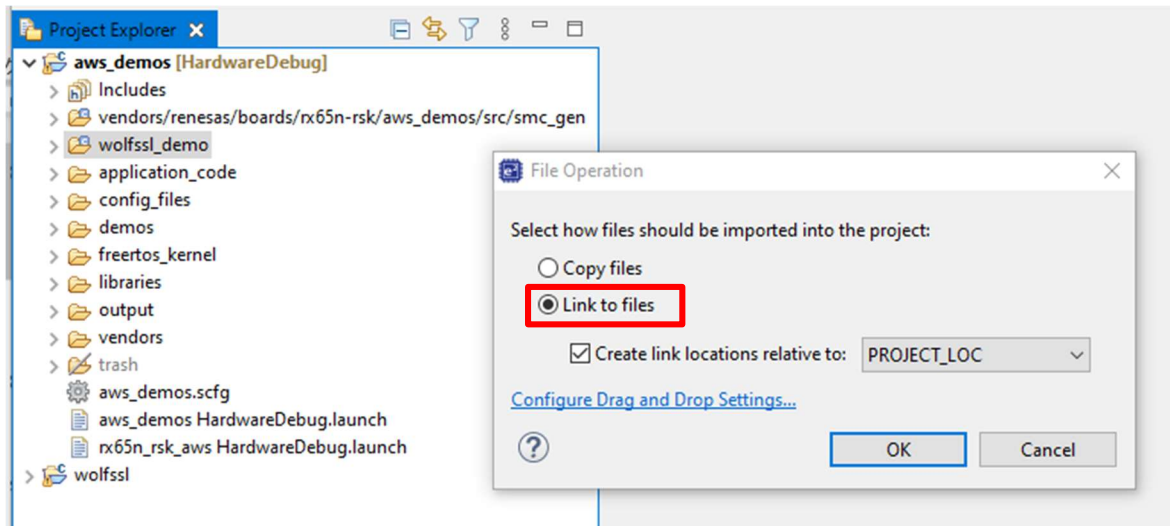 Project Explorer
aws_demos [HardwareDebug]
Includes
vendors/renesas/boards/rx65n-rsk/aws_demos/src/smc_gen
wolfssl_demo
application_code
config_files
demos
freertos_kernel
libraries
output
vendors
trash
aws_demos.scfg
aws_demos HardwareDebug.launch
rx65n_rsk_aws HardwareDebug.launch
wolfssl
File Operation
Select how files should be imported into the project:
Copy files
Link to files
Create link locations relative to: PROJECT_LOC
Configure Drag and Drop Settings...
OK Cancel